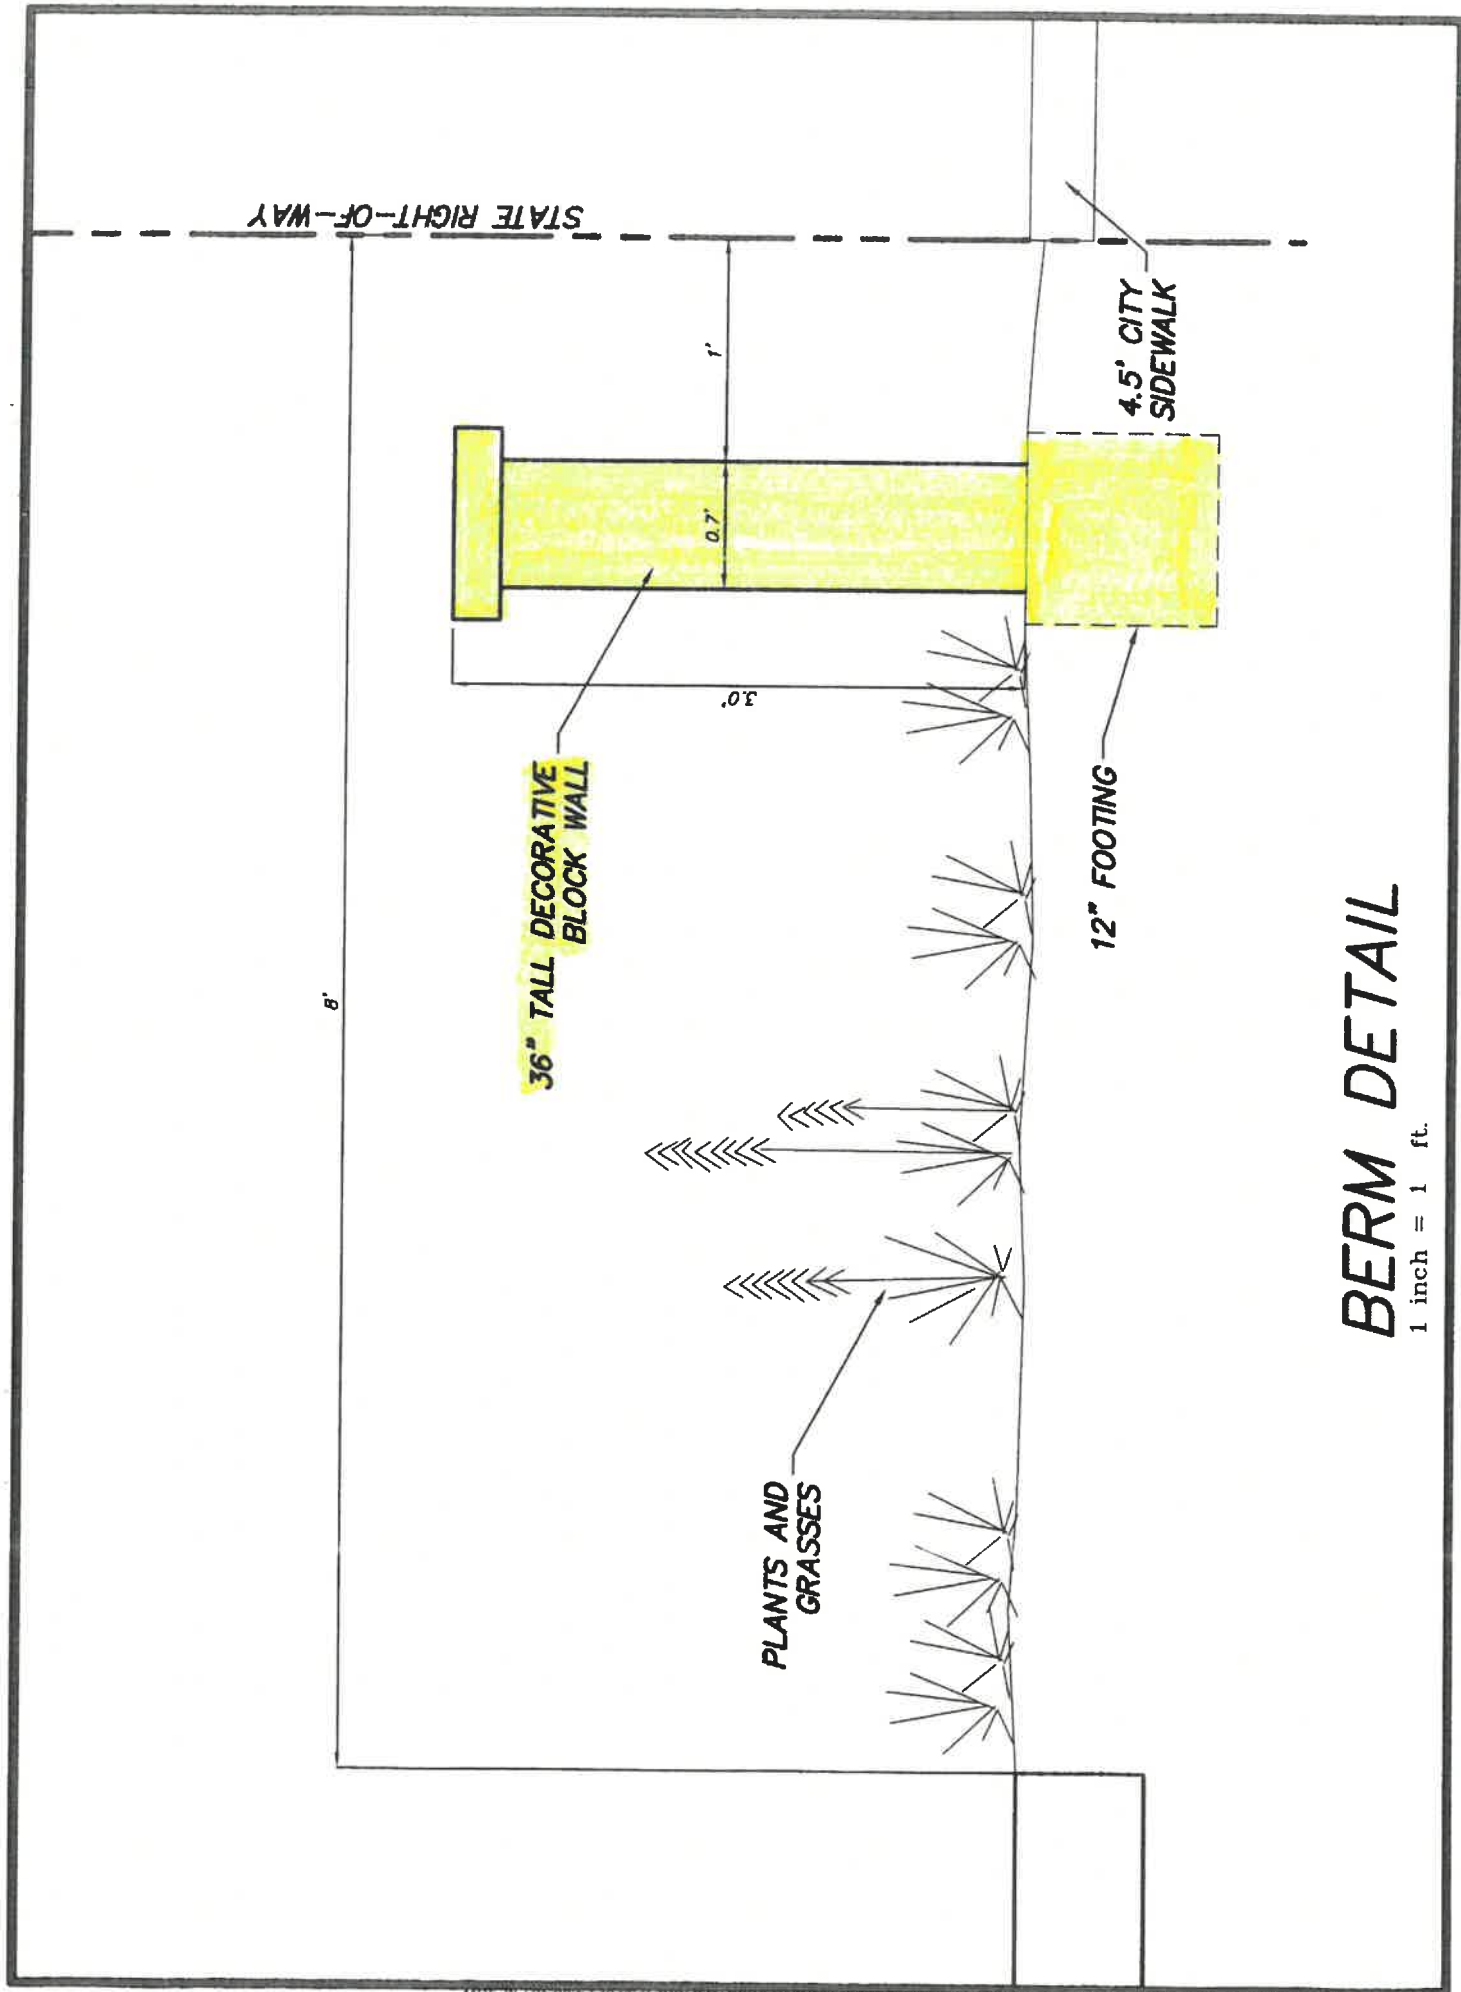 STATE RIGHT-OF-WAY
8'
1'
0.7'
3.0'
36" TALL DECORATIVE
BLOCK WALL
4.5' CITY
SIDEWALK
12" FOOTING
PLANTS AND
GRASSES
BERM DETAIL
1 inch = 1 ft.